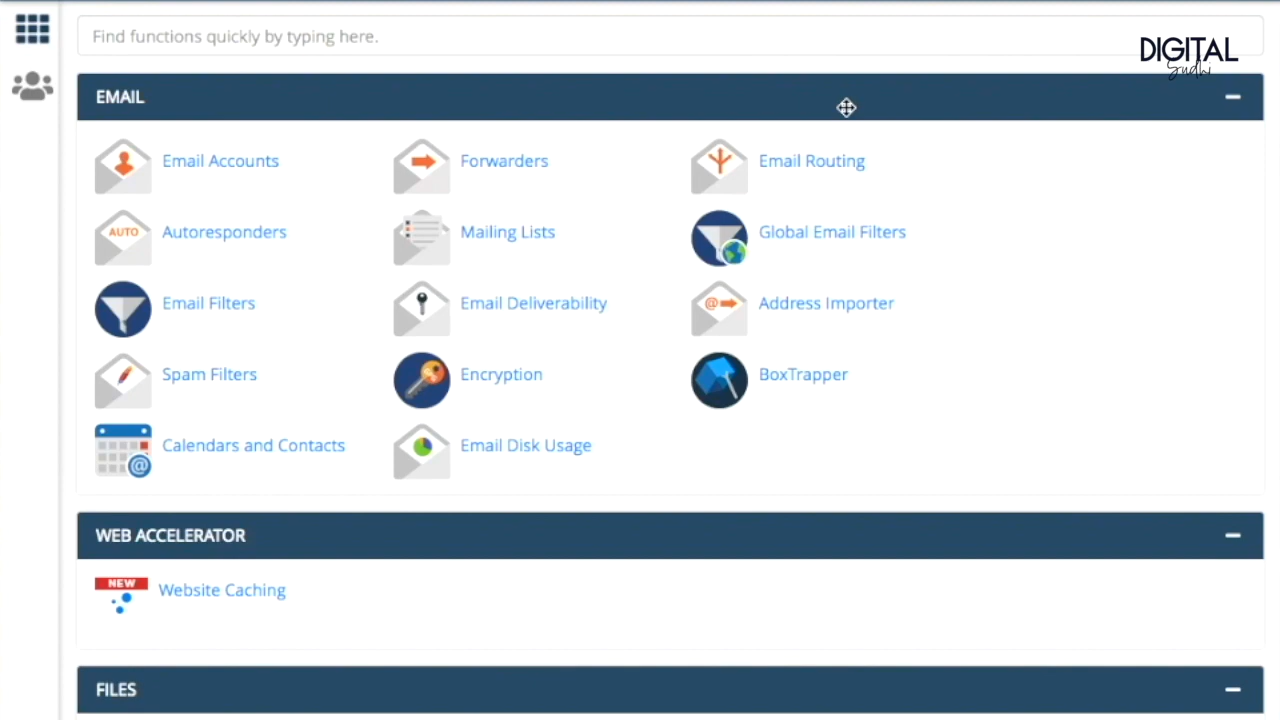 Find functions quickly by typing here.
DIGITAL
Sudhi
EMAIL
Email Accounts
Forwarders
Email Routing
AUTO
Autoresponders
Mailing Lists
Global Email Filters
Email Filters
Email Deliverability
@
Address Importer
Spam Filters
Encryption
BoxTrapper
@
Calendars and Contacts
Email Disk Usage
WEB ACCELERATOR
NEW
Website Caching
FILES